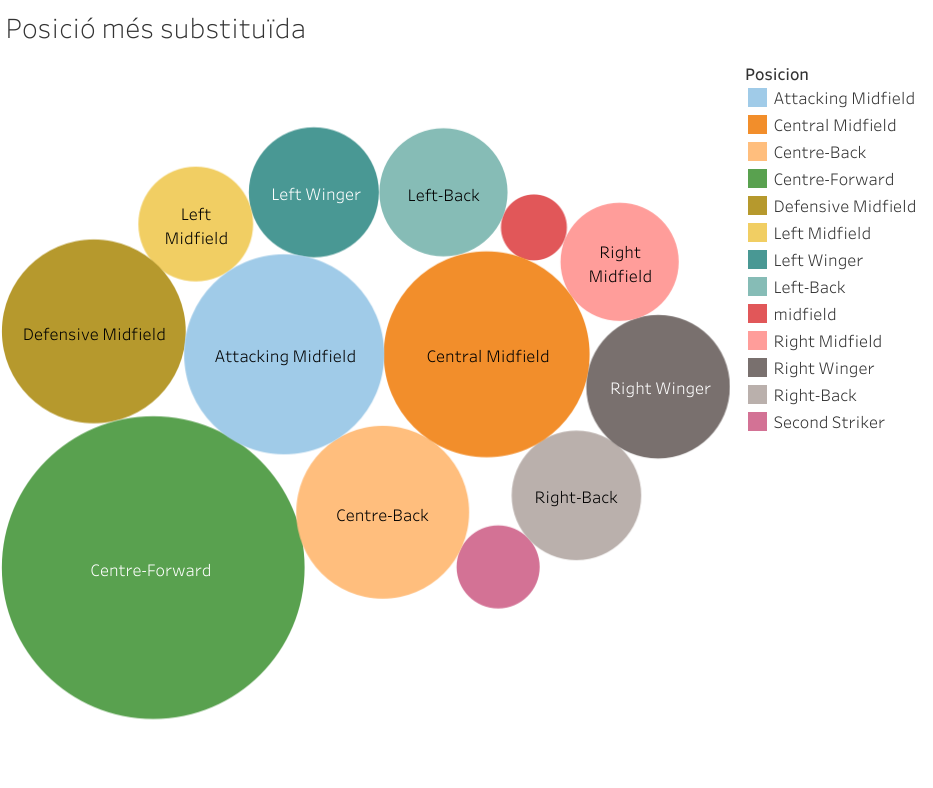 Posició més substituïda
Posicion
Attacking Midfield
Central Midfield
Centre-Back
Centre-Forward
Defensive Midfield
Left Midfield
Left Winger
Left-Back
midfield
Right Midfield
Right Winger
Right-Back
Second Striker
Left Winger
Left-Back
Left
Midfield
Right
Midfield
Defensive Midfield
Attacking Midfield
Central Midfield
Right Winger
Centre-Back
Right-Back
Centre-Forward